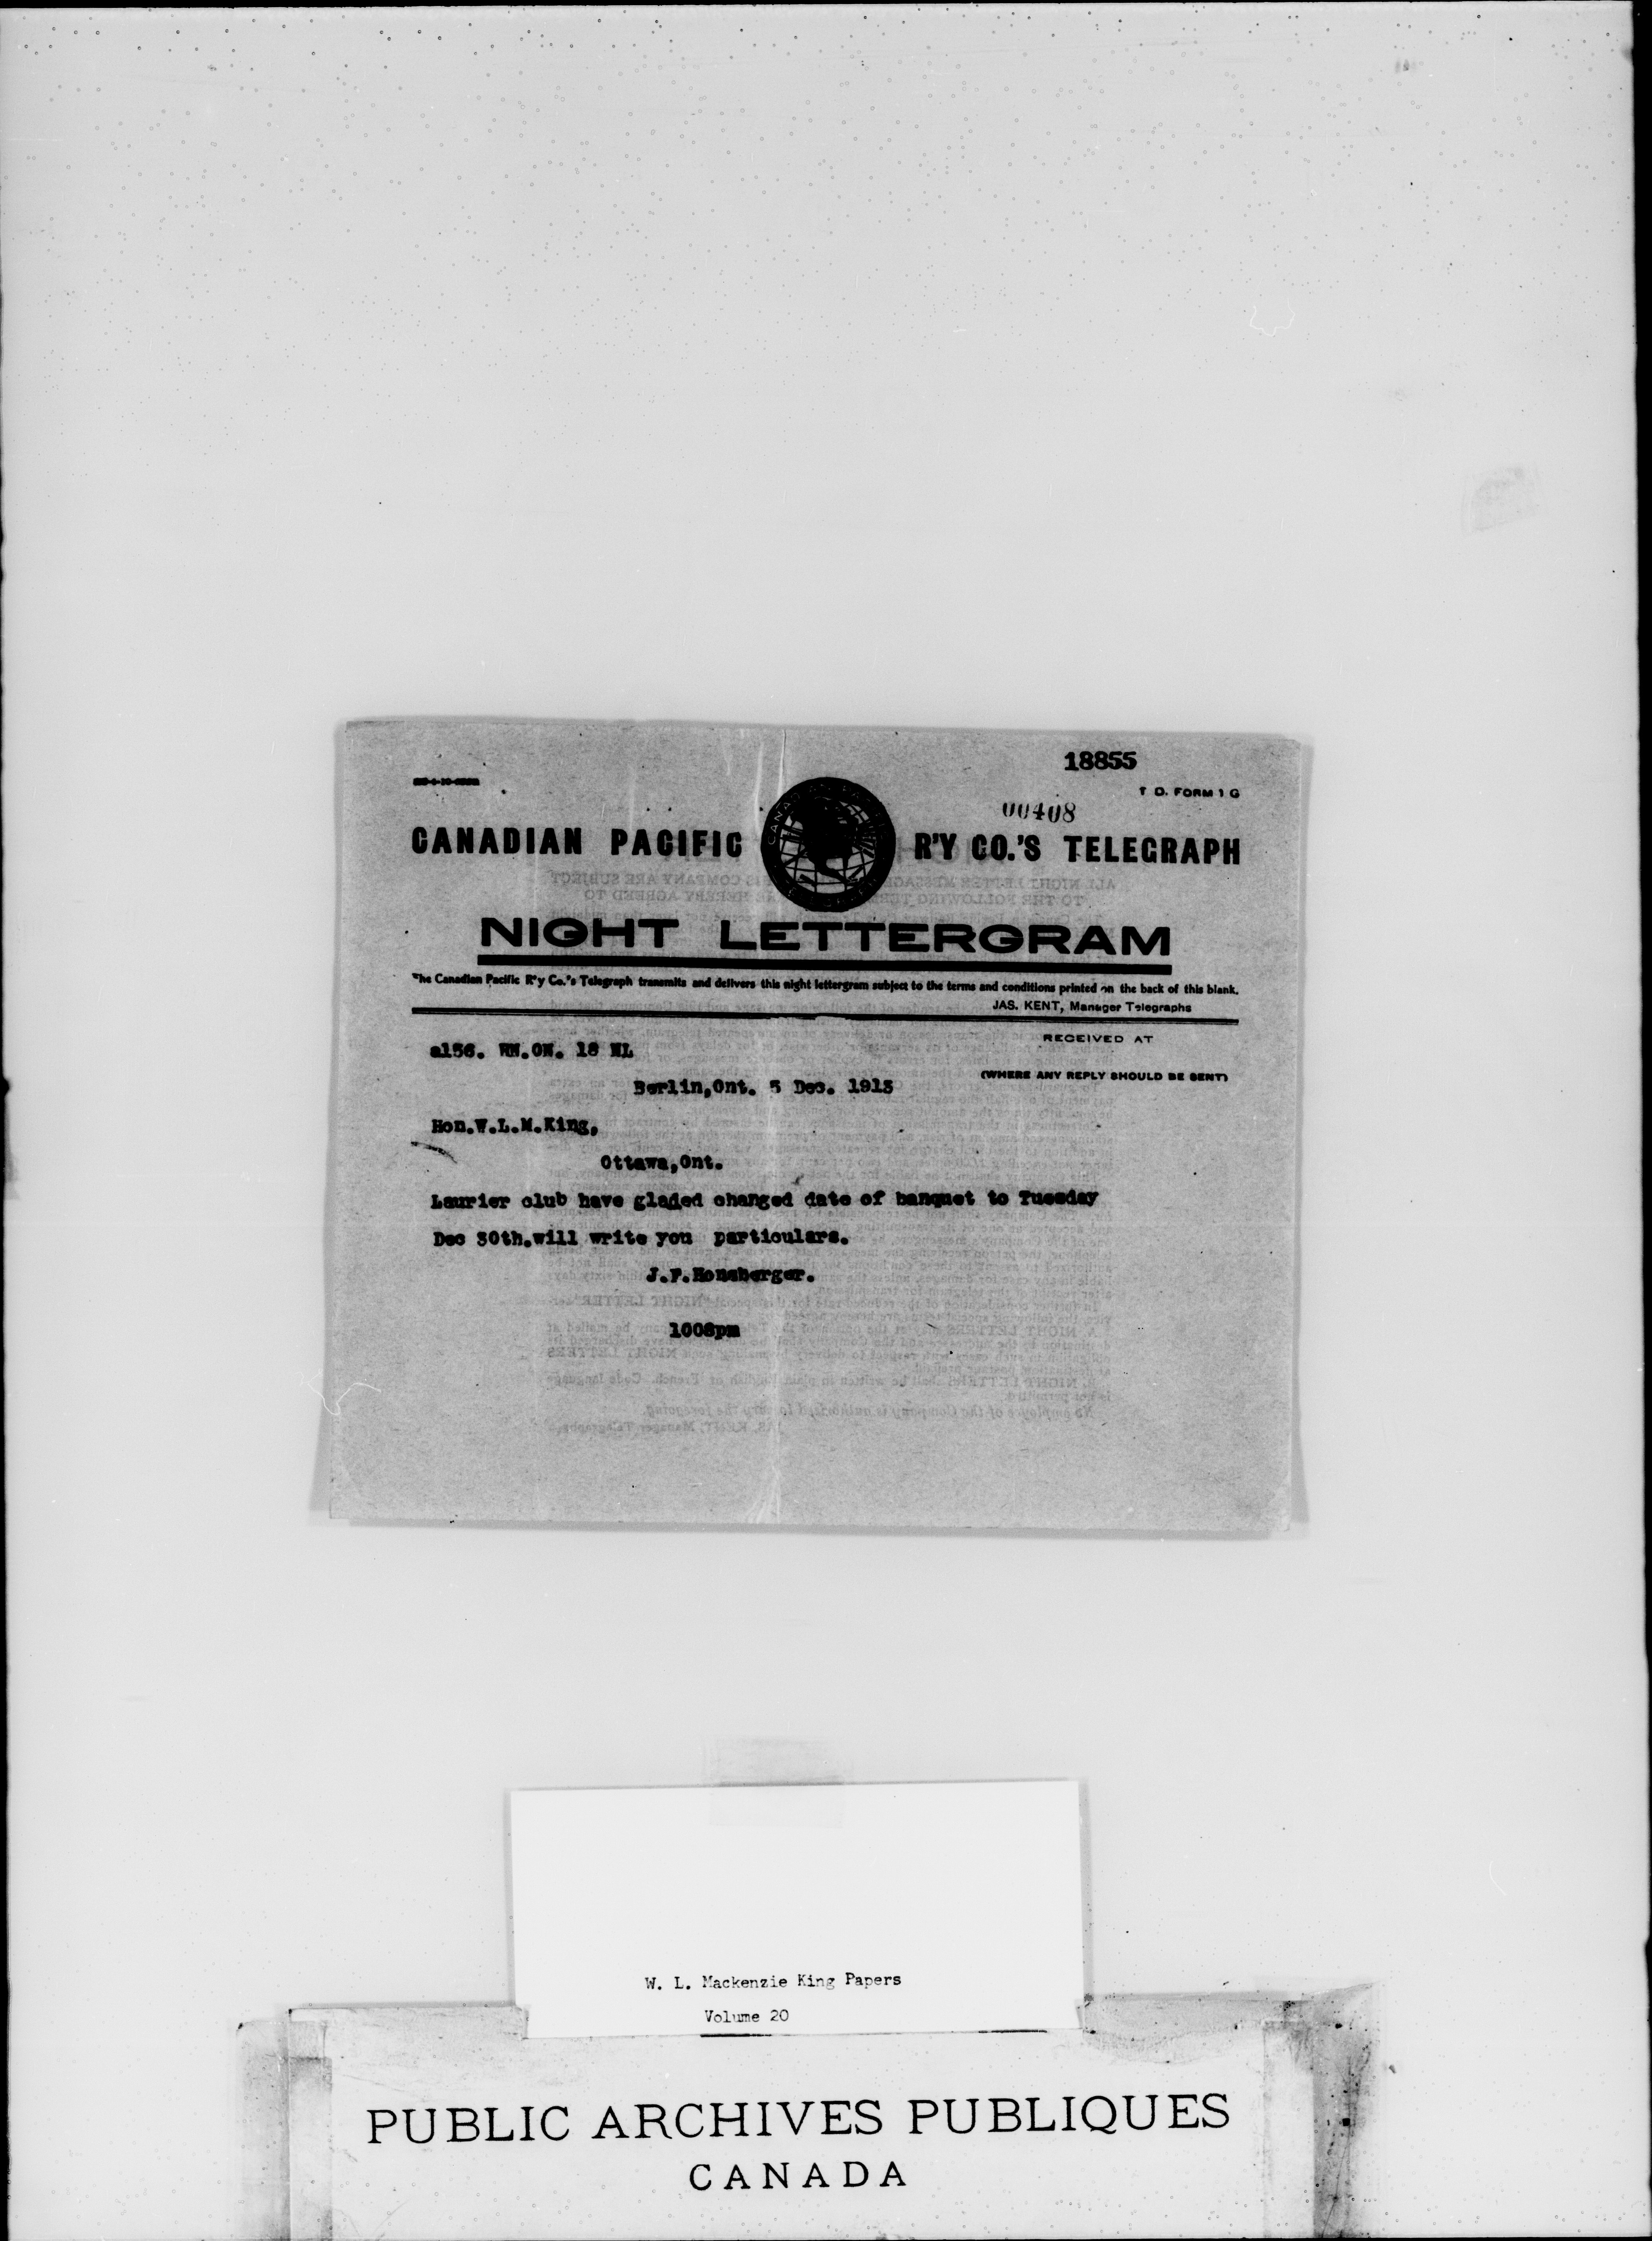 18855
T D. FORM 1 G
00408
CANADIAN PACIFIC R'Y CO.'S TELEGRAPH
NIGHT LETTERGRAM
The Canadian Pacific R'y Co.'s Telegraph transmits and delivers this night lettergram subject to the terms and conditions printed on the back of this blank.
JAS. KENT, Manager Telegraphs
RECEIVED AT
a156. WN.ON. 18 NL
(WHERE ANY REPLY SHOULD BE SENT)
Berlin,Ont. 5 Dec. 1913
Hon.W.L.M.King,
Ottawa,Ont.
Laurier club have gladed changed date of banquet to Tuesday
Dec 30th.will write you particulars.
J.F.Honsberger.
1008pm
W. L. Mackenzie King Papers
Volume 20
PUBLIC ARCHIVES PUBLIQUES
CANADA